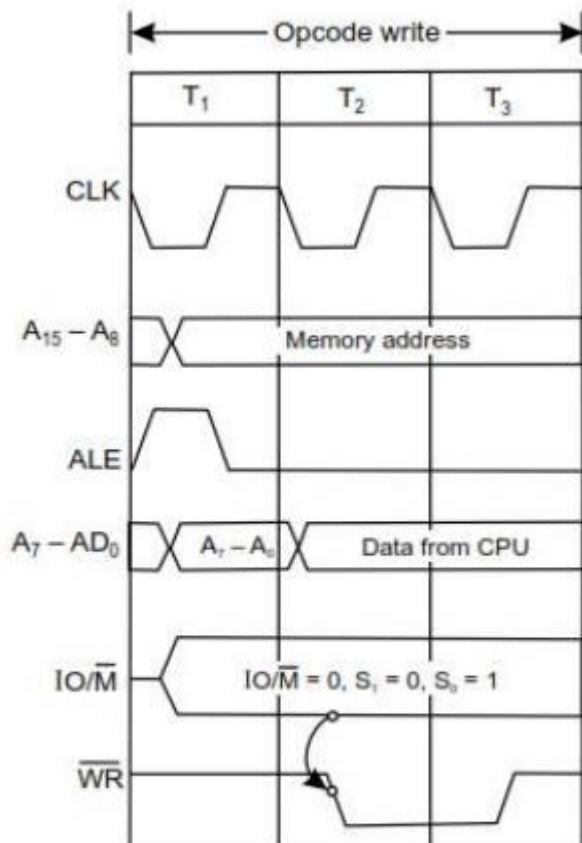 Opcode write
T₁ T₂ T₃
CLK
A₁₅ – A₈ Memory address
ALE
A₇ – AD₀ A₇ – A₀ Data from CPU
IO/M̅ IO/M̅ = 0, S₁ = 0, S₀ = 1
W̅R̅